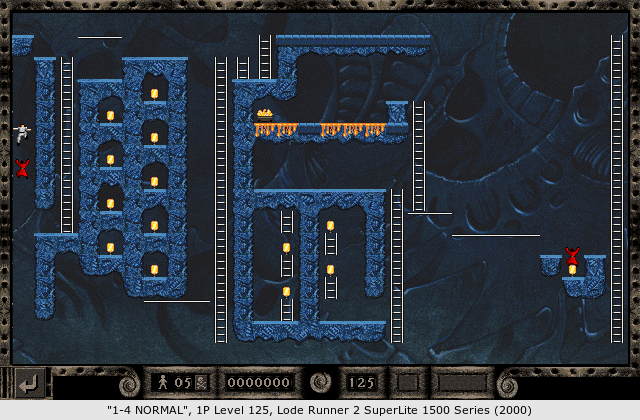 05 0000000 125
"1-4 NORMAL", 1P Level 125, Lode Runner 2 SuperLite 1500 Series (2000)